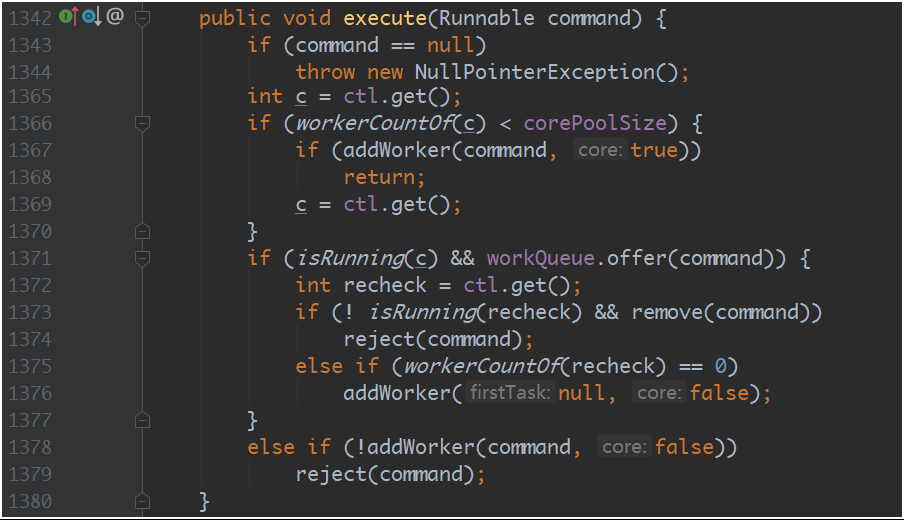 1342 public void execute(Runnable command) {
1343 if (command == null)
1344 throw new NullPointerException();
1365 int c = ctl.get();
1366 if (workerCountOf(c) < corePoolSize) {
1367 if (addWorker(command, core: true))
1368 return;
1369 c = ctl.get();
1370 }
1371 if (isRunning(c) && workQueue.offer(command)) {
1372 int recheck = ctl.get();
1373 if (! isRunning(recheck) && remove(command))
1374 reject(command);
1375 else if (workerCountOf(recheck) == 0)
1376 addWorker( firstTask: null, core: false);
1377 }
1378 else if (!addWorker(command, core: false))
1379 reject(command);
1380 }